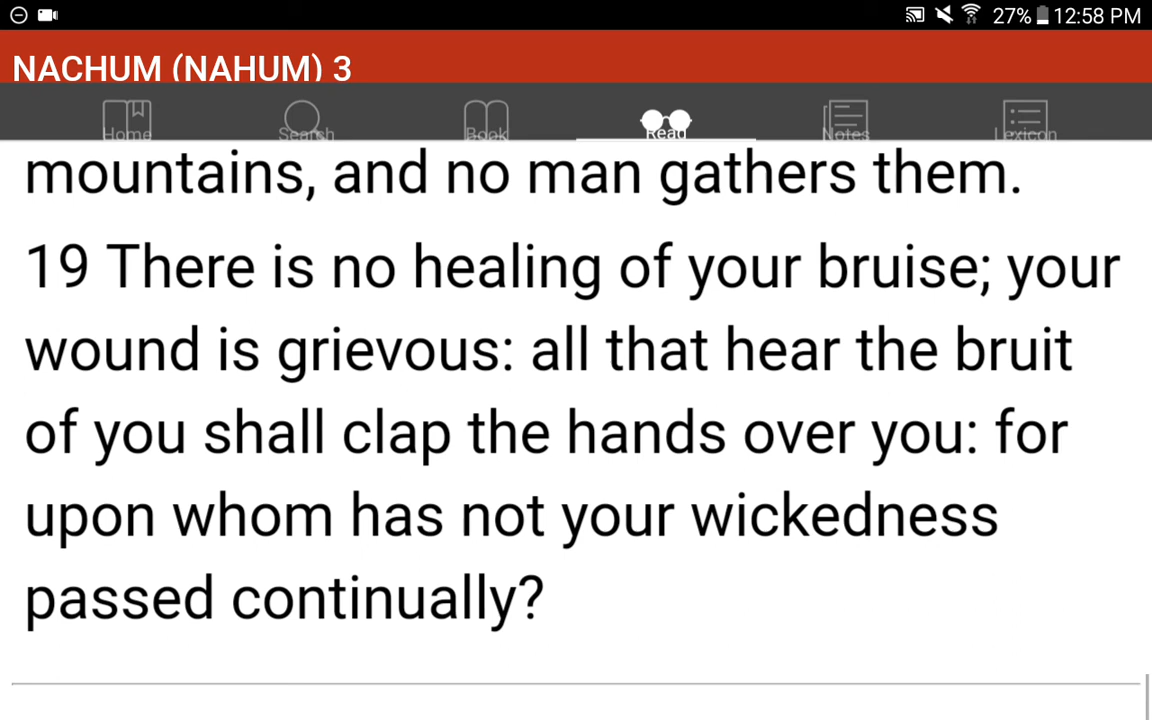 27% 12:58 PM
NACHUM (NAHUM) 3
Home Search Book Read Notes Lexicon
mountains, and no man gathers them.
19 There is no healing of your bruise; your
wound is grievous: all that hear the bruit
of you shall clap the hands over you: for
upon whom has not your wickedness
passed continually?